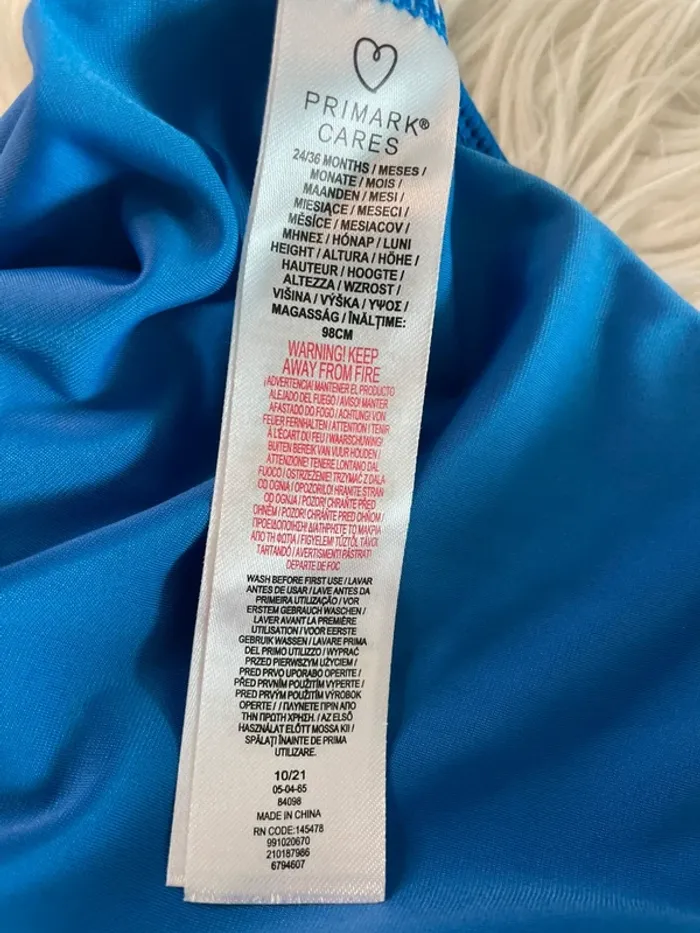 PRIMARK®
CARES
24/36 MONTHS / MESES /
MONATE / MOIS /
MAANDEN / MESI /
MIESIĄCE / MESECI /
MĚSÍCE / MESIACOV /
ΜΗΝΕΣ / HÓNAP / LUNI
HEIGHT / ALTURA / HÖHE /
HAUTEUR / HOOGTE /
ALTEZZA / WZROST /
VIŠINA / VÝŠKA / ΥΨΟΣ /
MAGASSÁG / ÎNĂLȚIME:
98CM
WARNING! KEEP
AWAY FROM FIRE
¡ADVERTENCIA! MANTENER EL PRODUCTO
ALEJADO DEL FUEGO / AVISO! MANTER
AFASTADO DO FOGO / ACHTUNG! VON
FEUER FERNHALTEN / ATTENTION ! TENIR
À L'ÉCART DU FEU / WAARSCHUWING!
BUITEN BEREIK VAN VUUR HOUDEN /
ATTENZIONE! TENERE LONTANO DAL
FUOCO / OSTRZEŻENIE! TRZYMAĆ Z DALA
OD OGNIA / OPOZORILO! HRANITE STRAN
OD OGNJA / POZOR! CHRAŇTE PŘED
OHNĚM / POZOR! CHRÁŇTE PRED OHŇOM /
ΠΡΟΕΙΔΟΠΟΙΗΣΗ! ΔΙΑΤΗΡΗΣΤΕ ΤΟ ΜΑΚΡΙΑ
ΑΠΟ ΤΗ ΦΩΤΙΑ / FIGYELEM! TŰZTŐL TÁVOL
TARTANDÓ / AVERTISMENT! PĂSTRAȚI
DEPARTE DE FOC
WASH BEFORE FIRST USE / LAVAR
ANTES DE USAR / LAVE ANTES DA
PRIMEIRA UTILIZAÇÃO / VOR
ERSTEM GEBRAUCH WASCHEN /
LAVER AVANT LA PREMIÈRE
UTILISATION / VOOR EERSTE
GEBRUIK WASSEN / LAVARE PRIMA
DEL PRIMO UTILIZZO / WYPRAĆ
PRZED PIERWSZYM UŻYCIEM /
PRED PRVO UPORABO OPERITE /
PŘED PRVNÍM POUŽITÍM VYPERTE /
PRED PRVÝM POUŽITÍM VÝROBOK
OPERTE / / ΠΛΥΝΕΤΕ ΠΡΙΝ ΑΠΟ
ΤΗΝ ΠΡΩΤΗ ΧΡΗΣΗ. / AZ ELSŐ
HASZNÁLAT ELŐTT MOSSA KI /
SPĂLAȚI ÎNAINTE DE PRIMA
UTILIZARE.
10/21
05-04-85
84098
MADE IN CHINA
RN CODE:145478
991020670
210187986
6794607